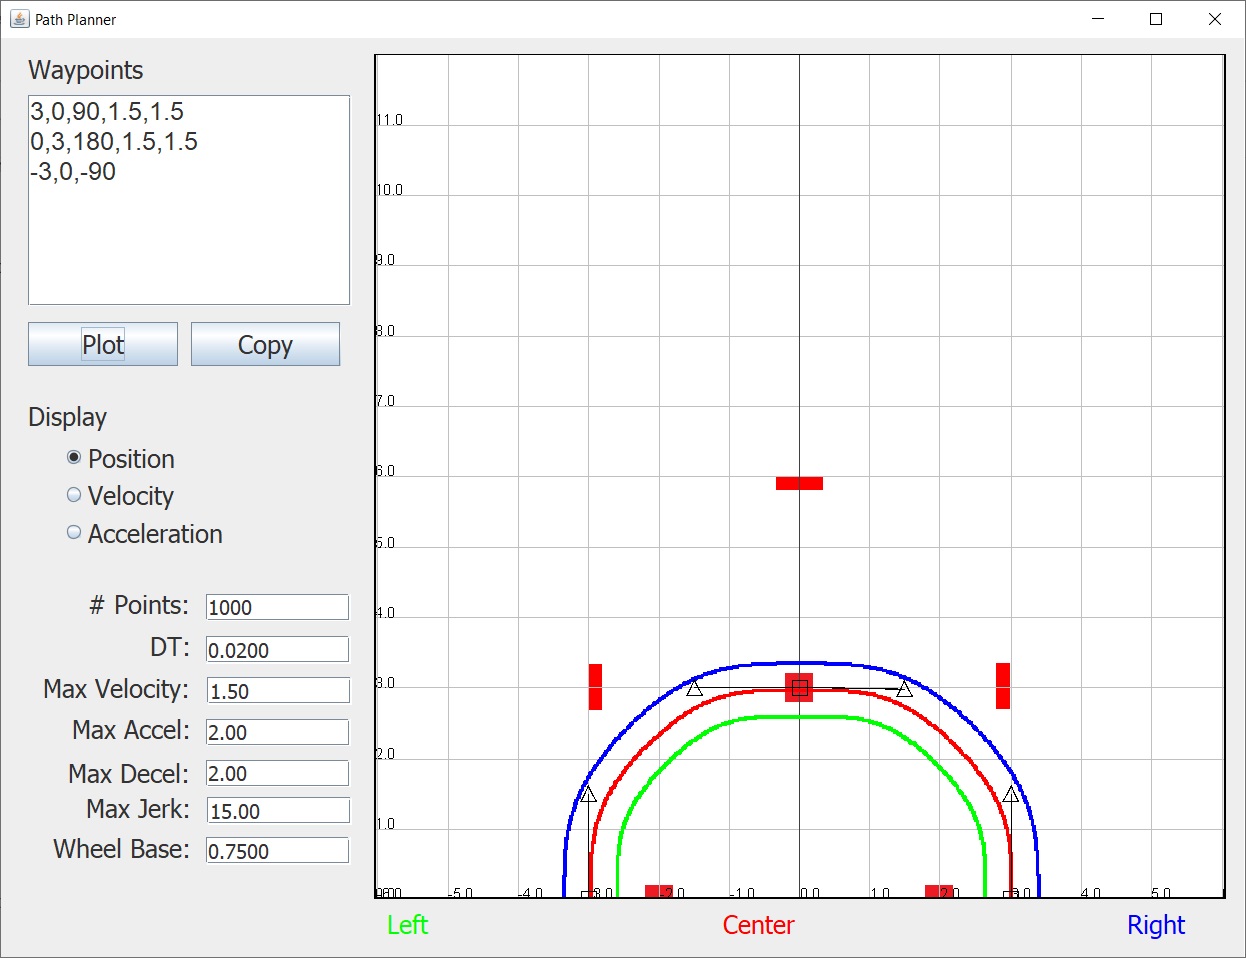 Path Planner
Waypoints
3,0,90,1.5,1.5
0,3,180,1.5,1.5
-3,0,-90
Plot
Copy
Display
Position
Velocity
Acceleration
# Points:
1000
DT:
0.0200
Max Velocity:
1.50
Max Accel:
2.00
Max Decel:
2.00
Max Jerk:
15.00
Wheel Base:
0.7500
11.0
10.0
9.0
8.0
7.0
6.0
5.0
4.0
3.0
2.0
1.0
-5.0
-4.0
-2.0
-1.0
0.0
1.0
2.0
3.0
4.0
5.0
Left
Center
Right